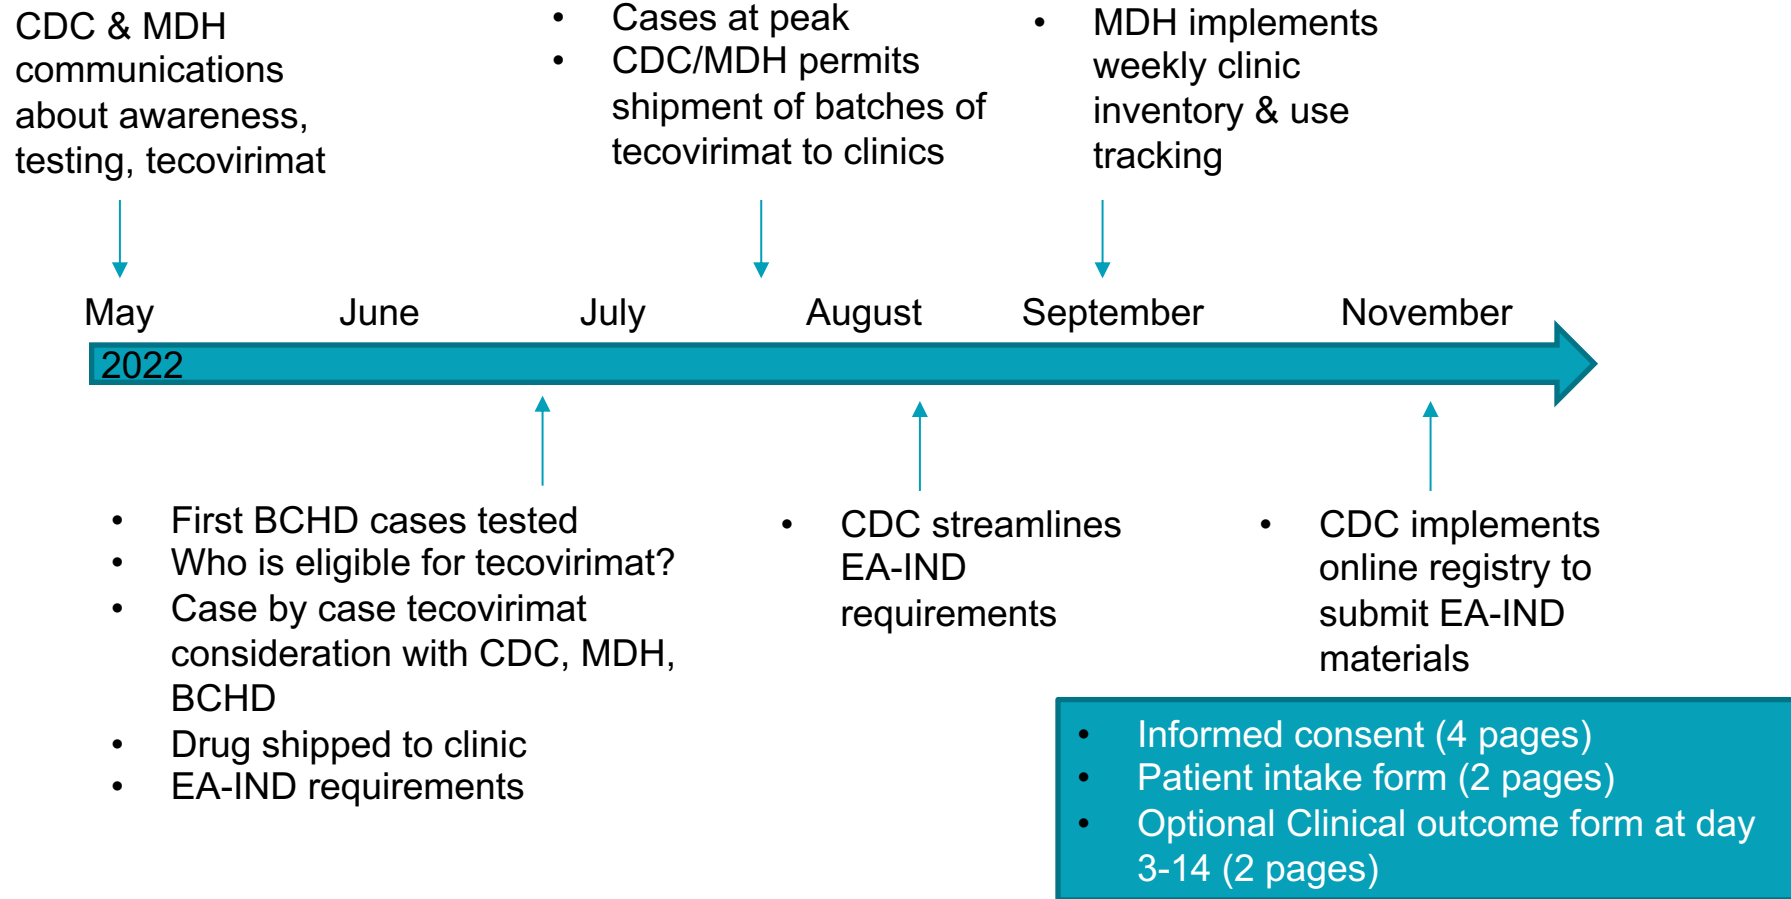 CDC & MDH
communications
about awareness,
testing, tecovirimat
• Cases at peak
• CDC/MDH permits
shipment of batches of
tecovirimat to clinics
• MDH implements
weekly clinic
inventory & use
tracking
May June July August September November
2022
• First BCHD cases tested
• Who is eligible for tecovirimat?
• Case by case tecovirimat
consideration with CDC, MDH,
BCHD
• Drug shipped to clinic
• EA-IND requirements
• CDC streamlines
EA-IND
requirements
• CDC implements
online registry to
submit EA-IND
materials
• Informed consent (4 pages)
• Patient intake form (2 pages)
• Optional Clinical outcome form at day
3-14 (2 pages)